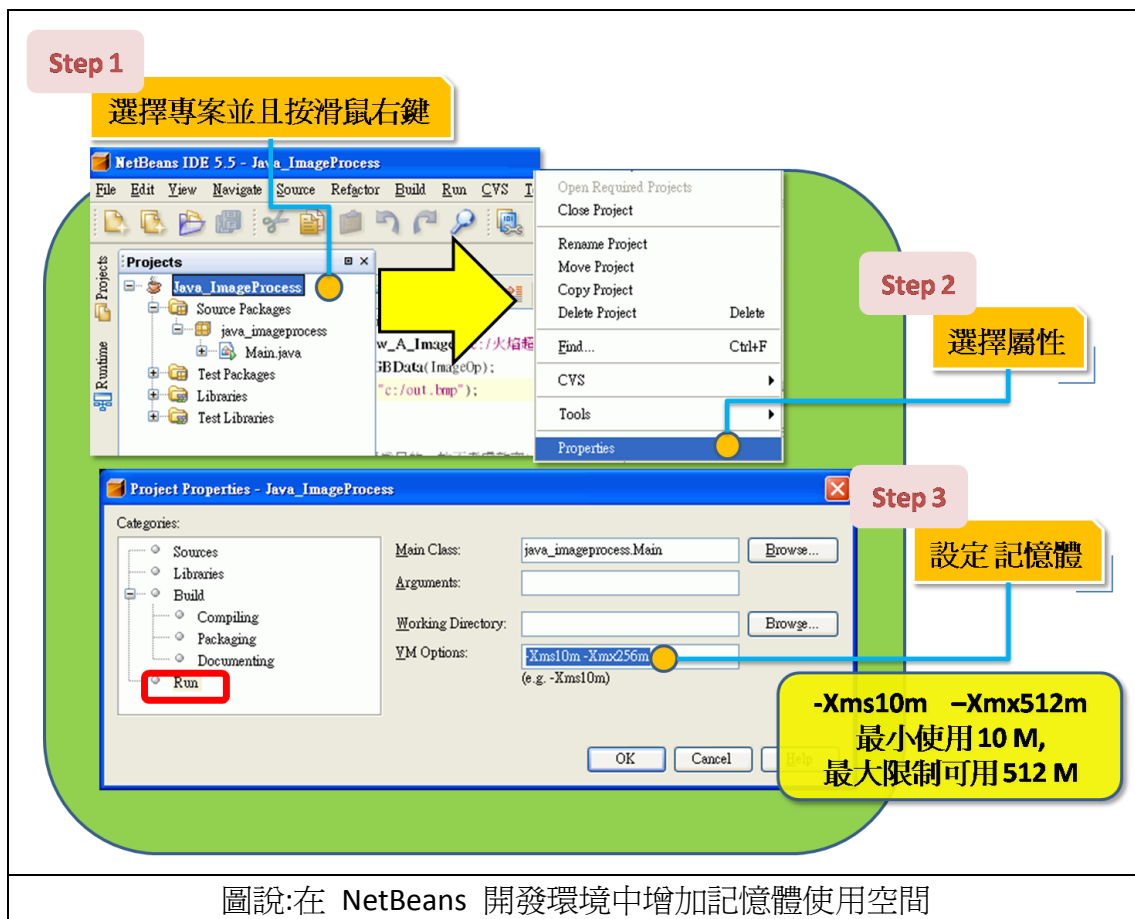 Step 1
選擇專案並且按滑鼠右鍵
NetBeans IDE 5.5 - Java_ImageProcess
File Edit View Navigate Source Refactor Build Run CVS T
Projects
Runtime
Projects
Java_ImageProcess
Source Packages
java_imageprocess
Main.java
Test Packages
Libraries
Test Libraries
w_A_Imag :/火焰超
GBData(ImageOp);
"c:/out.bmp");
Open Required Projects
Close Project
Rename Project
Move Project
Copy Project
Delete Project Delete
Find... Ctrl+F
CVS
Tools
Properties
Step 2
選擇屬性
Project Properties - Java_ImageProcess
Categories:
Sources
Libraries
Build
Compiling
Packaging
Documenting
Run
Main Class: java_imageprocess.Main Browse...
Arguments:
Working Directory: Browse...
VM Options: -Xms10m -Xmx256m
(e.g. -Xms10m)
OK Cancel Help
Step 3
設定 記憶體
-Xms10m –Xmx512m
最小使用 10 M,
最大限制可用 512 M
圖說:在 NetBeans 開發環境中增加記憶體使用空間